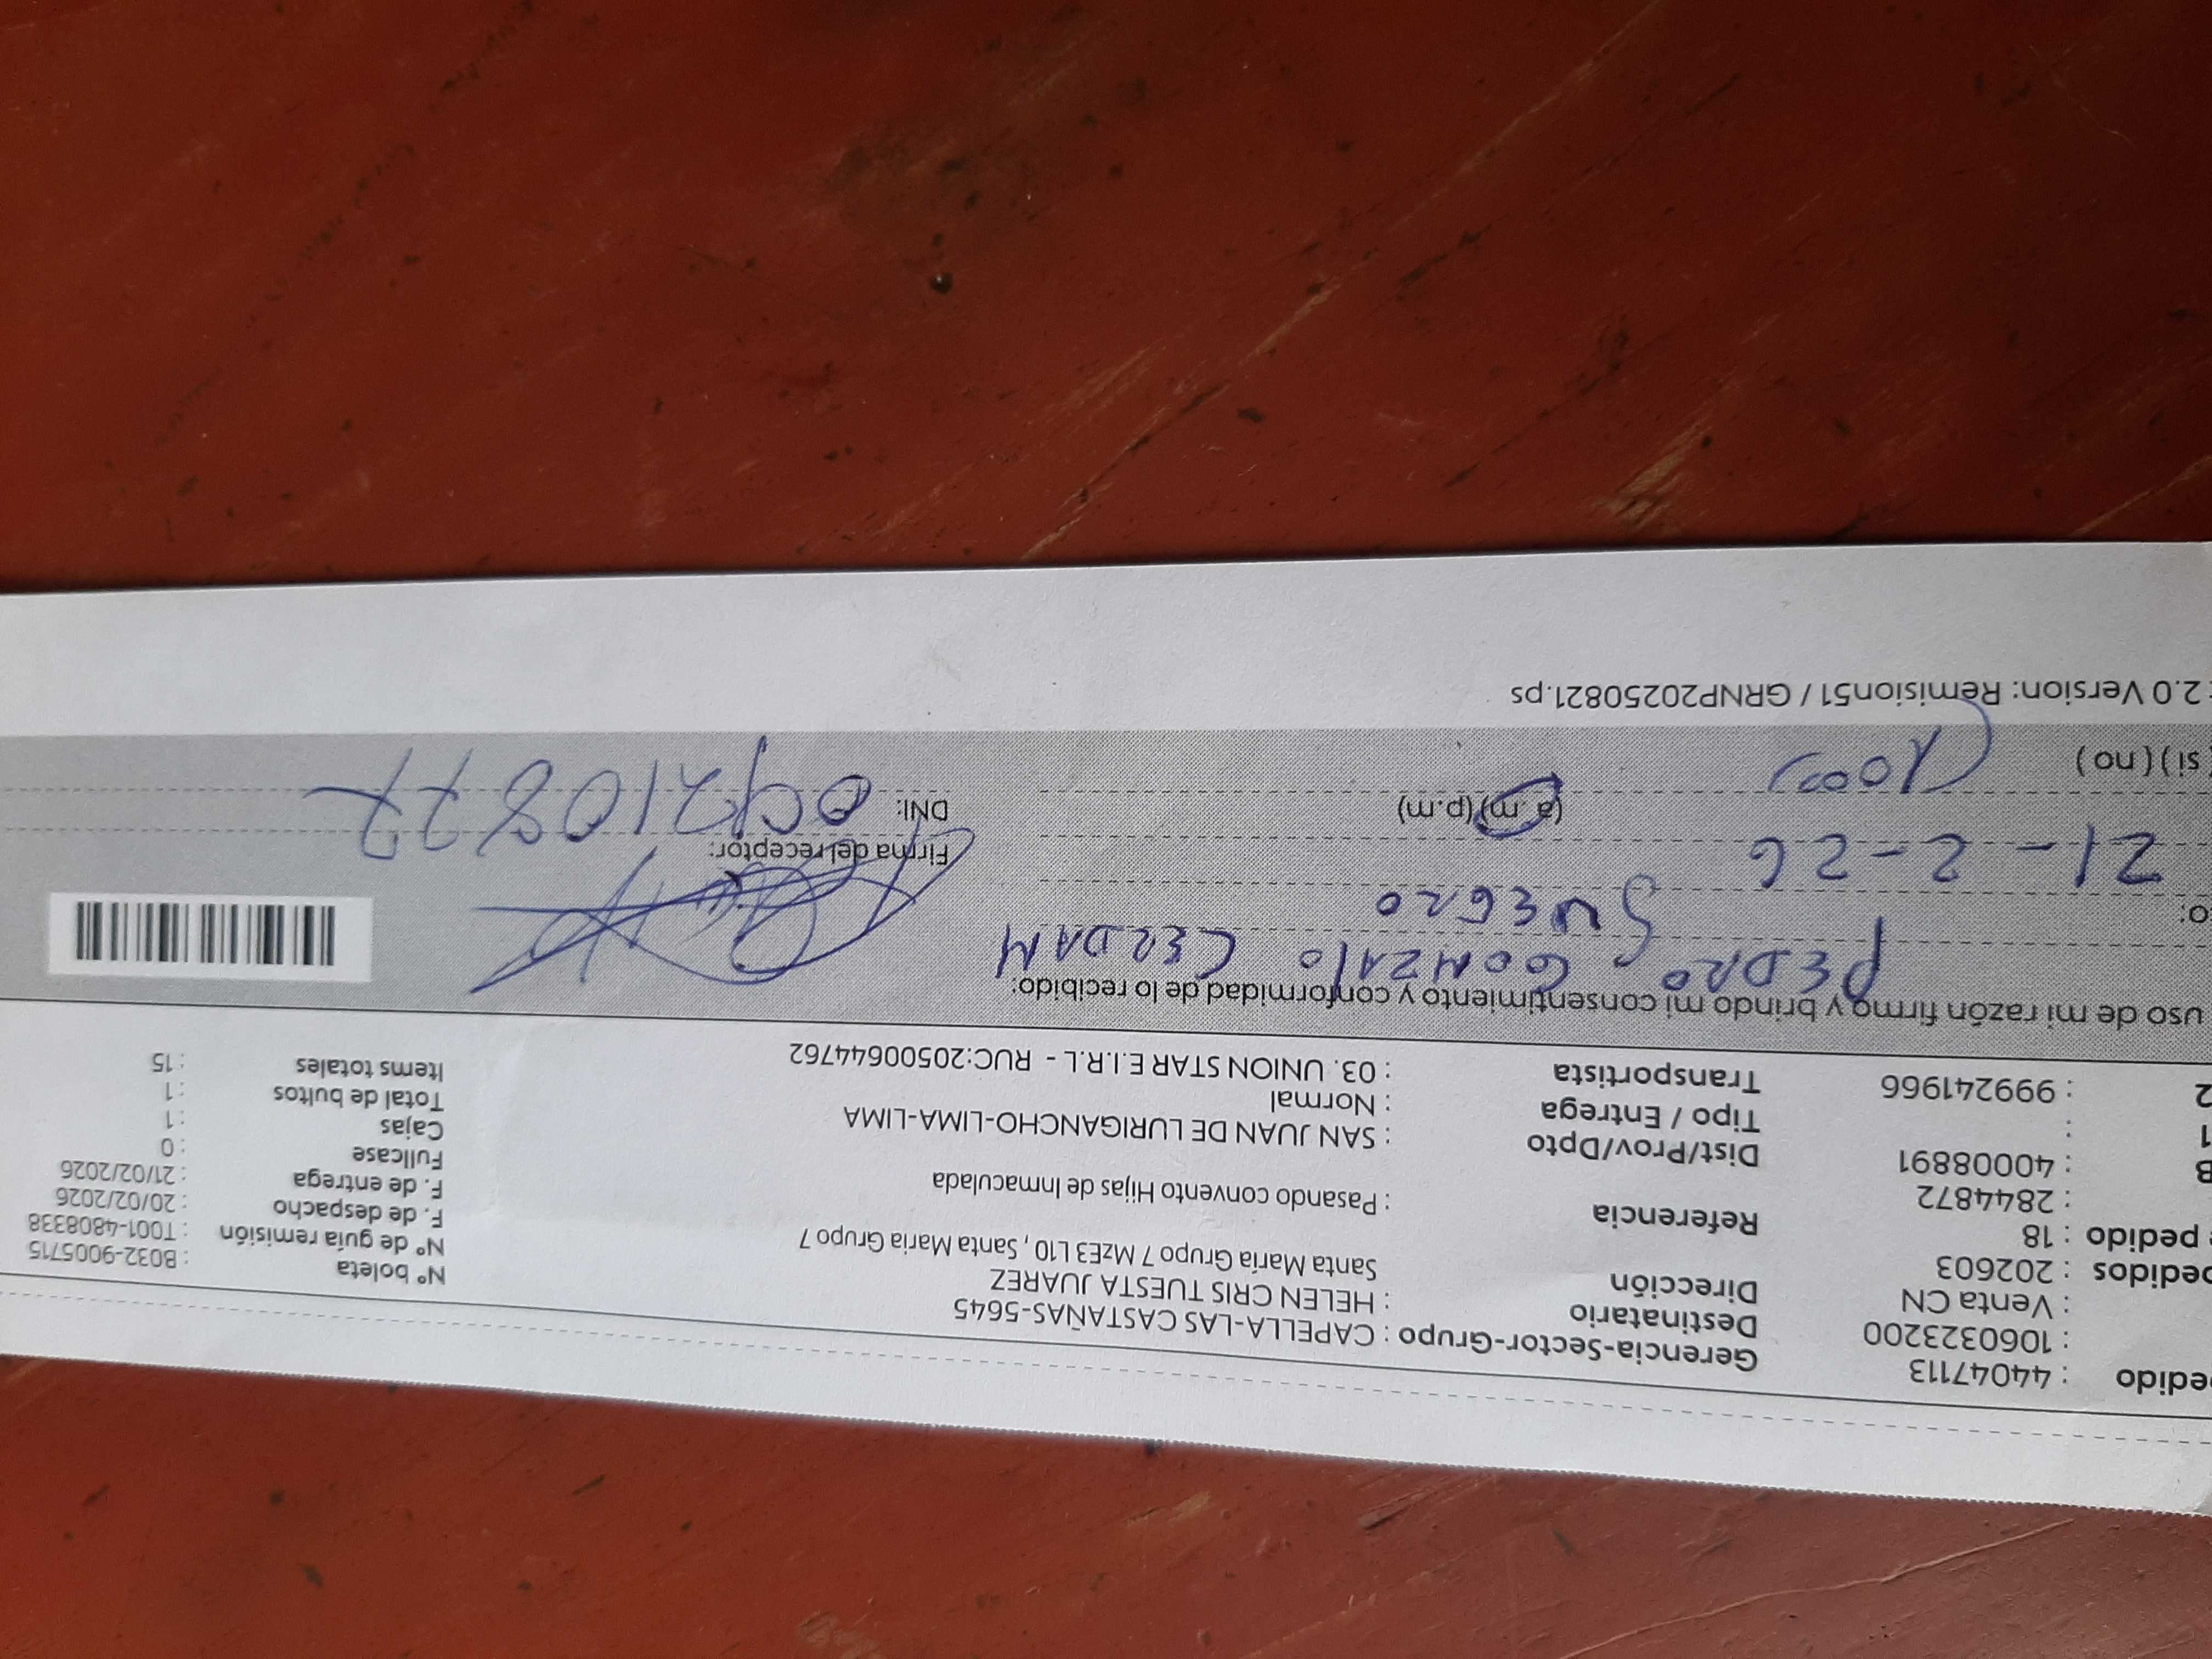 edido : 44047113
: 1060323200
: Venta CN
pedidos : 202603
e pedido : 18
: 2844872
B : 40008891
1 :
2 : 999241966
Gerencia-Sector-Grupo : CAPELLA-LAS CASTAÑAS-5645
Destinatario : HELEN CRIS TUESTA JUAREZ
Dirección Santa María Grupo 7 MzE3 L10 , Santa Maria Grupo 7
Referencia : Pasando convento Hijas de Inmaculada
Dist/Prov/Dpto : SAN JUAN DE LURIGANCHO-LIMA-LIMA
Tipo / Entrega : Normal
Transportista : 03. UNION STAR E.I.R.L - RUC:20500644762
N° boleta : B032-9005715
N° de guía remisión : T001-4808338
F. de despacho : 20/02/2026
F. de entrega : 21/02/2026
Fullcase : 0
Cajas : 1
Total de bultos : 1
Items totales : 15
uso de mi razón firmo y brindo mi consentimiento y conformidad de lo recibido:
PEDRO GONZALO CERDAM
o: SUEGRO
21-2-26 (a.m)(p.m)
Firma del receptor:
DNI:
si ) ( no )
2.0 Version: Remision51 / GRNP20250821.ps